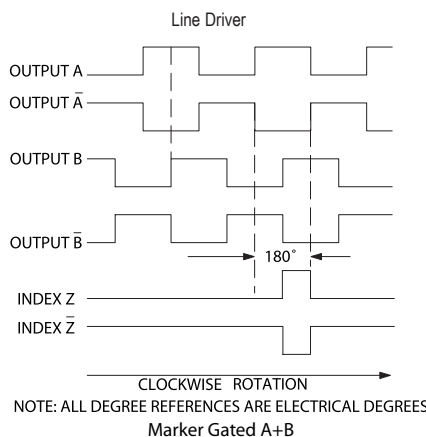 Line Driver
OUTPUT A
OUTPUT A̅
OUTPUT B
OUTPUT B̅
180°
INDEX Z
INDEX Z̅
CLOCKWISE ROTATION
NOTE: ALL DEGREE REFERENCES ARE ELECTRICAL DEGREES
Marker Gated A+B